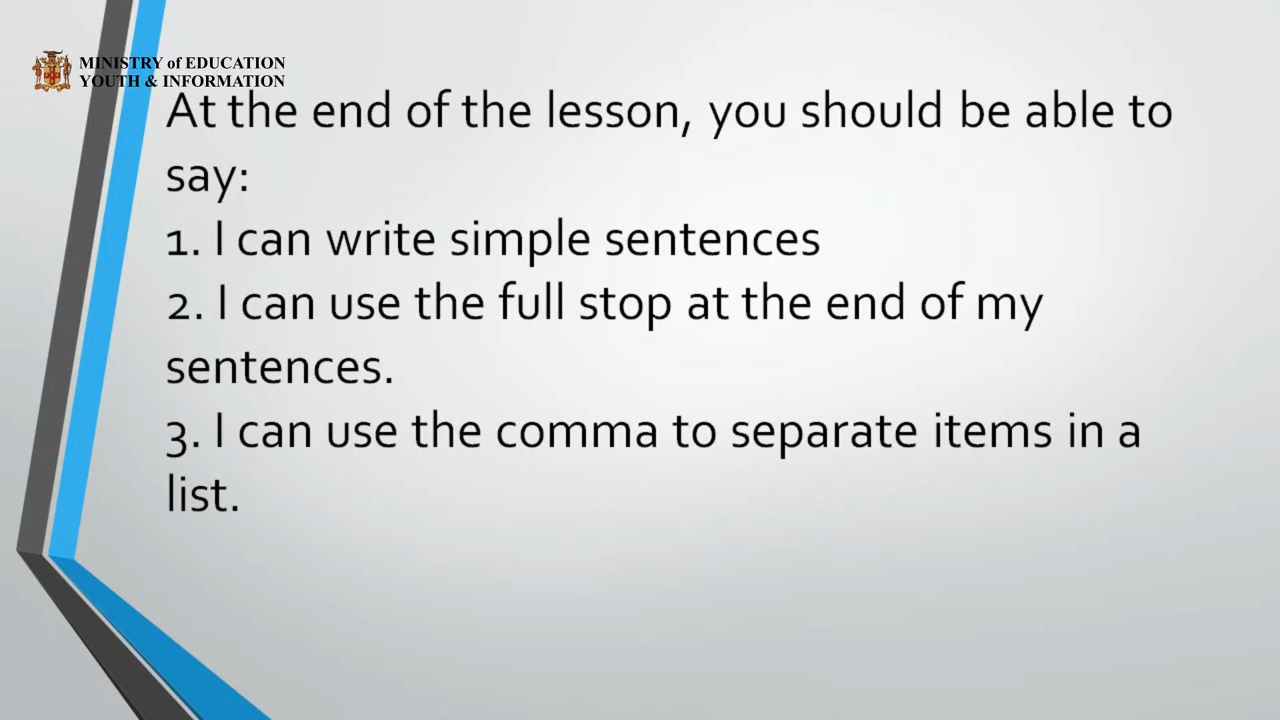 MINISTRY of EDUCATION
YOUTH & INFORMATION
At the end of the lesson, you should be able to
say:
1. I can write simple sentences
2. I can use the full stop at the end of my
sentences.
3. I can use the comma to separate items in a
list.